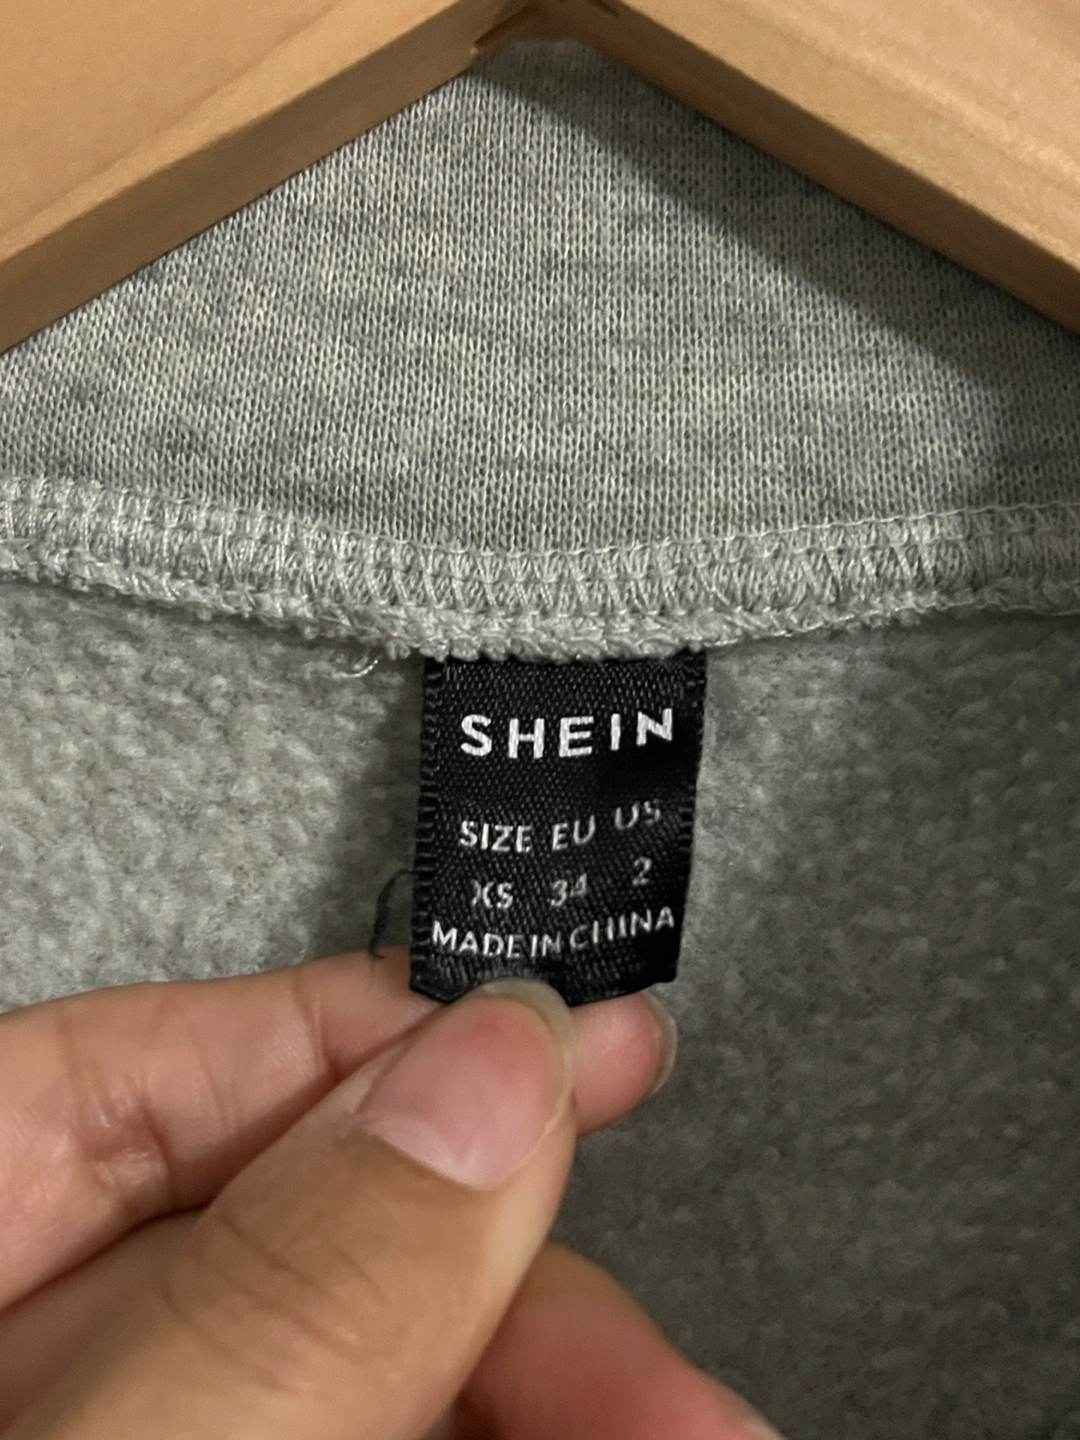 SHEIN
SIZE EU US
XS 34 2
MADE IN CHINA